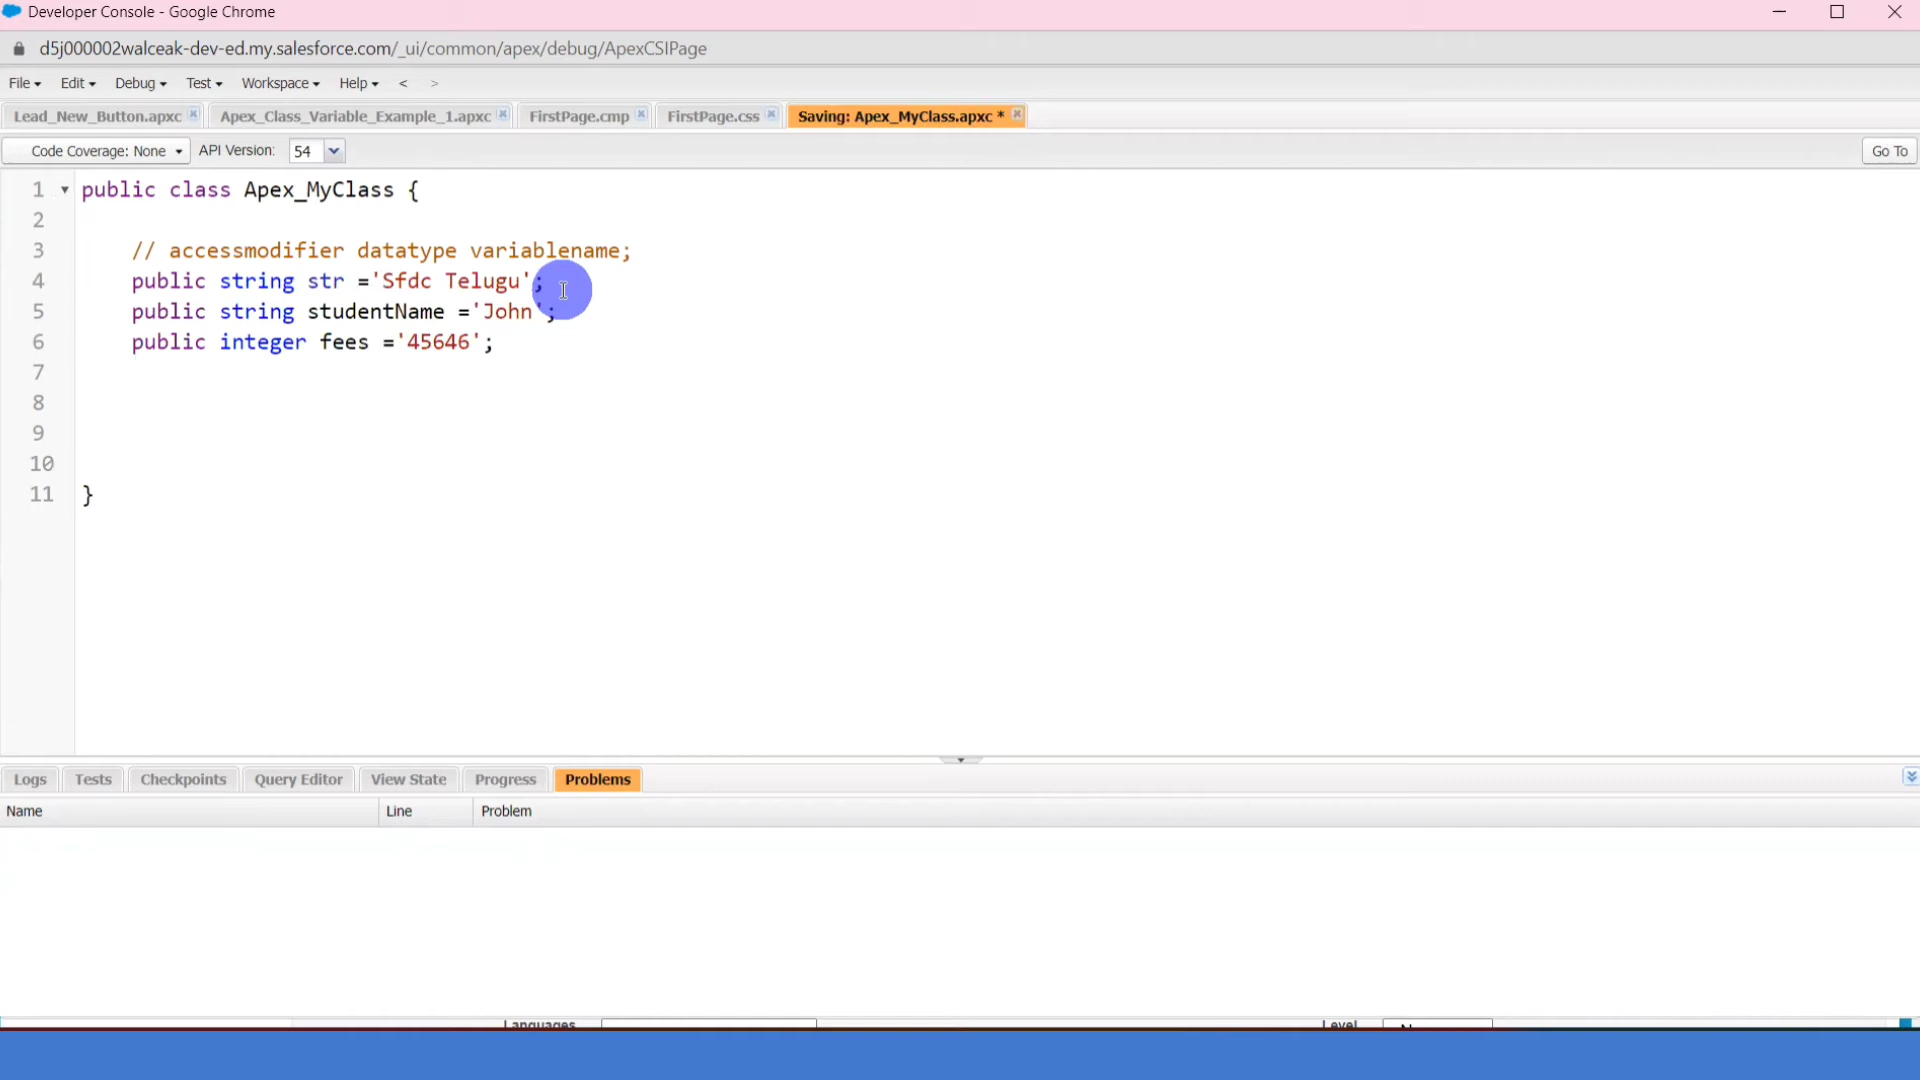 Developer Console - Google Chrome
d5j000002walceak-dev-ed.my.salesforce.com/_ui/common/apex/debug/ApexCSIPage
File Edit Debug Test Workspace Help < >
Lead_New_Button.apxc Apex_Class_Variable_Example_1.apxc FirstPage.cmp FirstPage.css Saving: Apex_MyClass.apxc *
Code Coverage: None API Version: 54 Go To
1 public class Apex_MyClass {
2
3 // accessmodifier datatype variablename;
4 public string str ='Sfdc Telugu';
5 public string studentName ='John';
6 public integer fees ='45646';
7
8
9
10
11 }
Logs Tests Checkpoints Query Editor View State Progress Problems
Name Line Problem
Languages Level